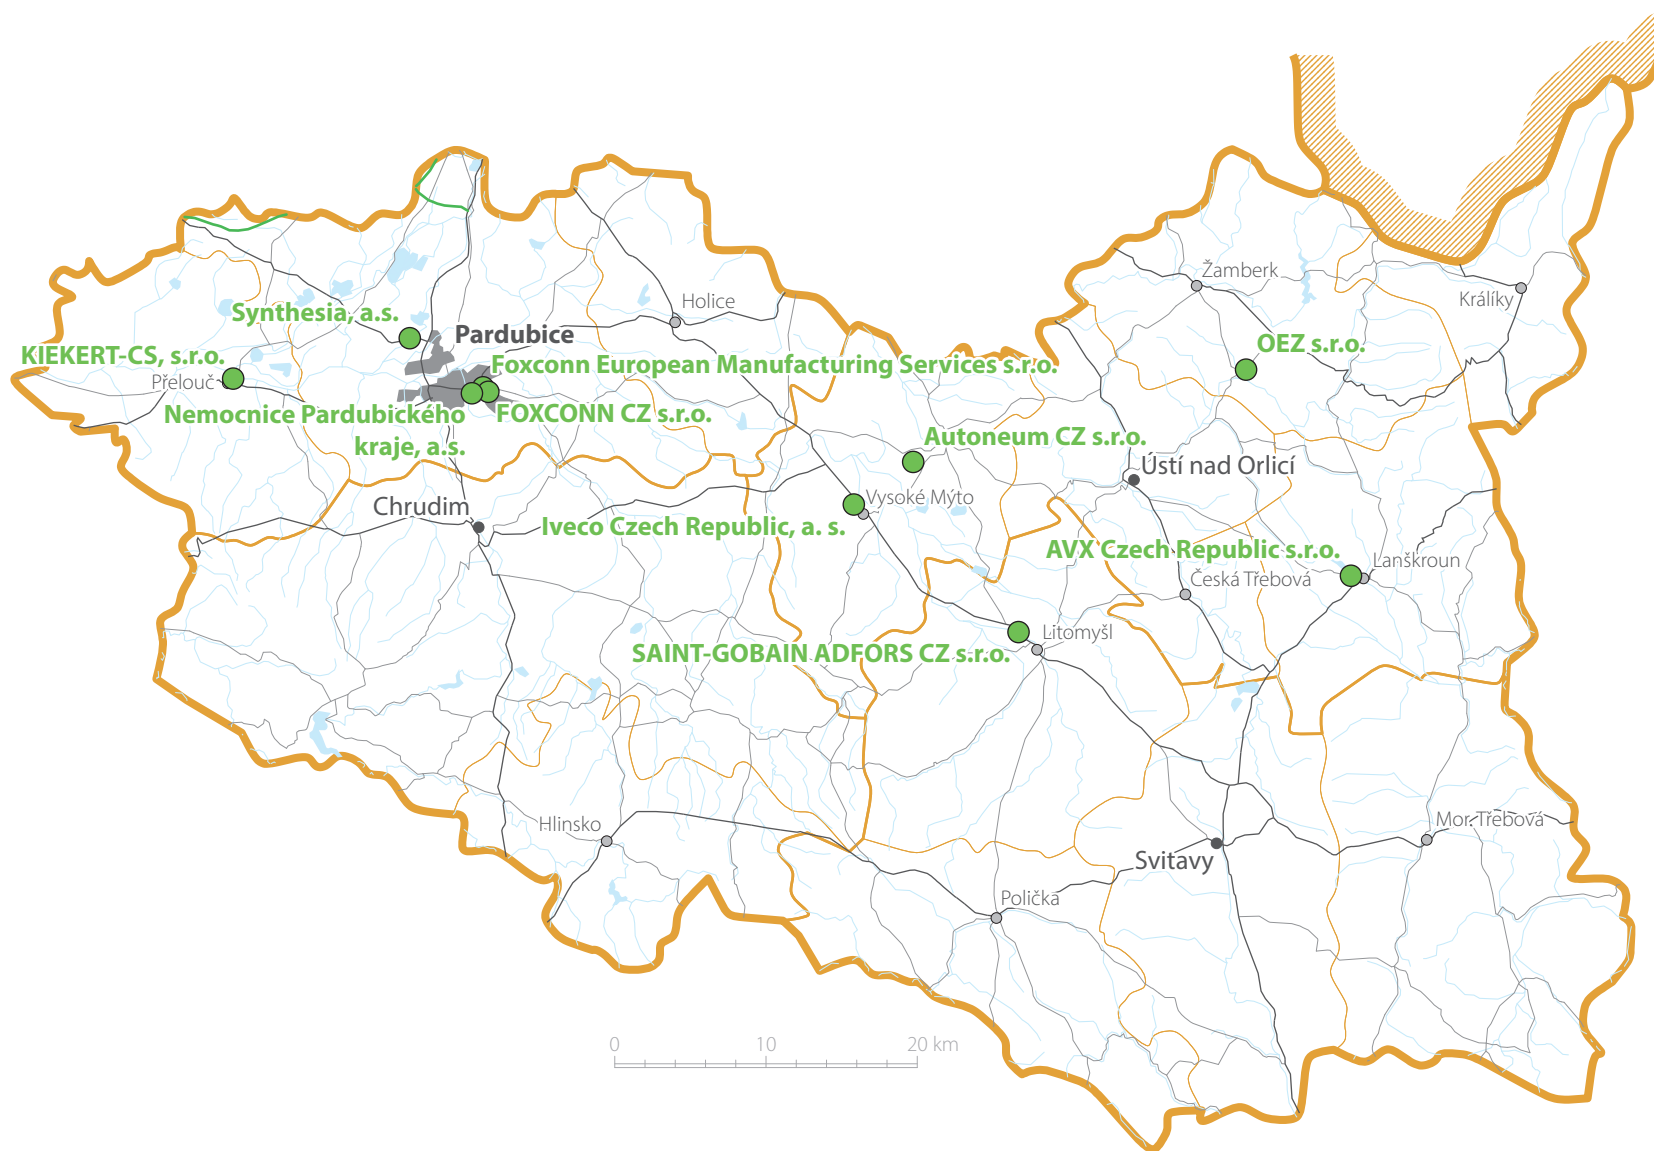 Žamberk
Králíky
Holice
Synthesia, a.s.
Pardubice
OEZ s.r.o.
KIEKERT-CS, s.r.o.
Přelouč
Foxconn European Manufacturing Services s.r.o.
Nemocnice Pardubického
kraje, a.s.
FOXCONN CZ s.r.o.
Autoneum CZ s.r.o.
Ústí nad Orlicí
Vysoké Mýto
Chrudim
Iveco Czech Republic, a. s.
AVX Czech Republic s.r.o.
Lanškroun
Česká Třebová
Litomyšl
SAINT-GOBAIN ADFORS CZ s.r.o.
Hlinsko
Mor. Třebová
Svitavy
Polička
0 10 20 km